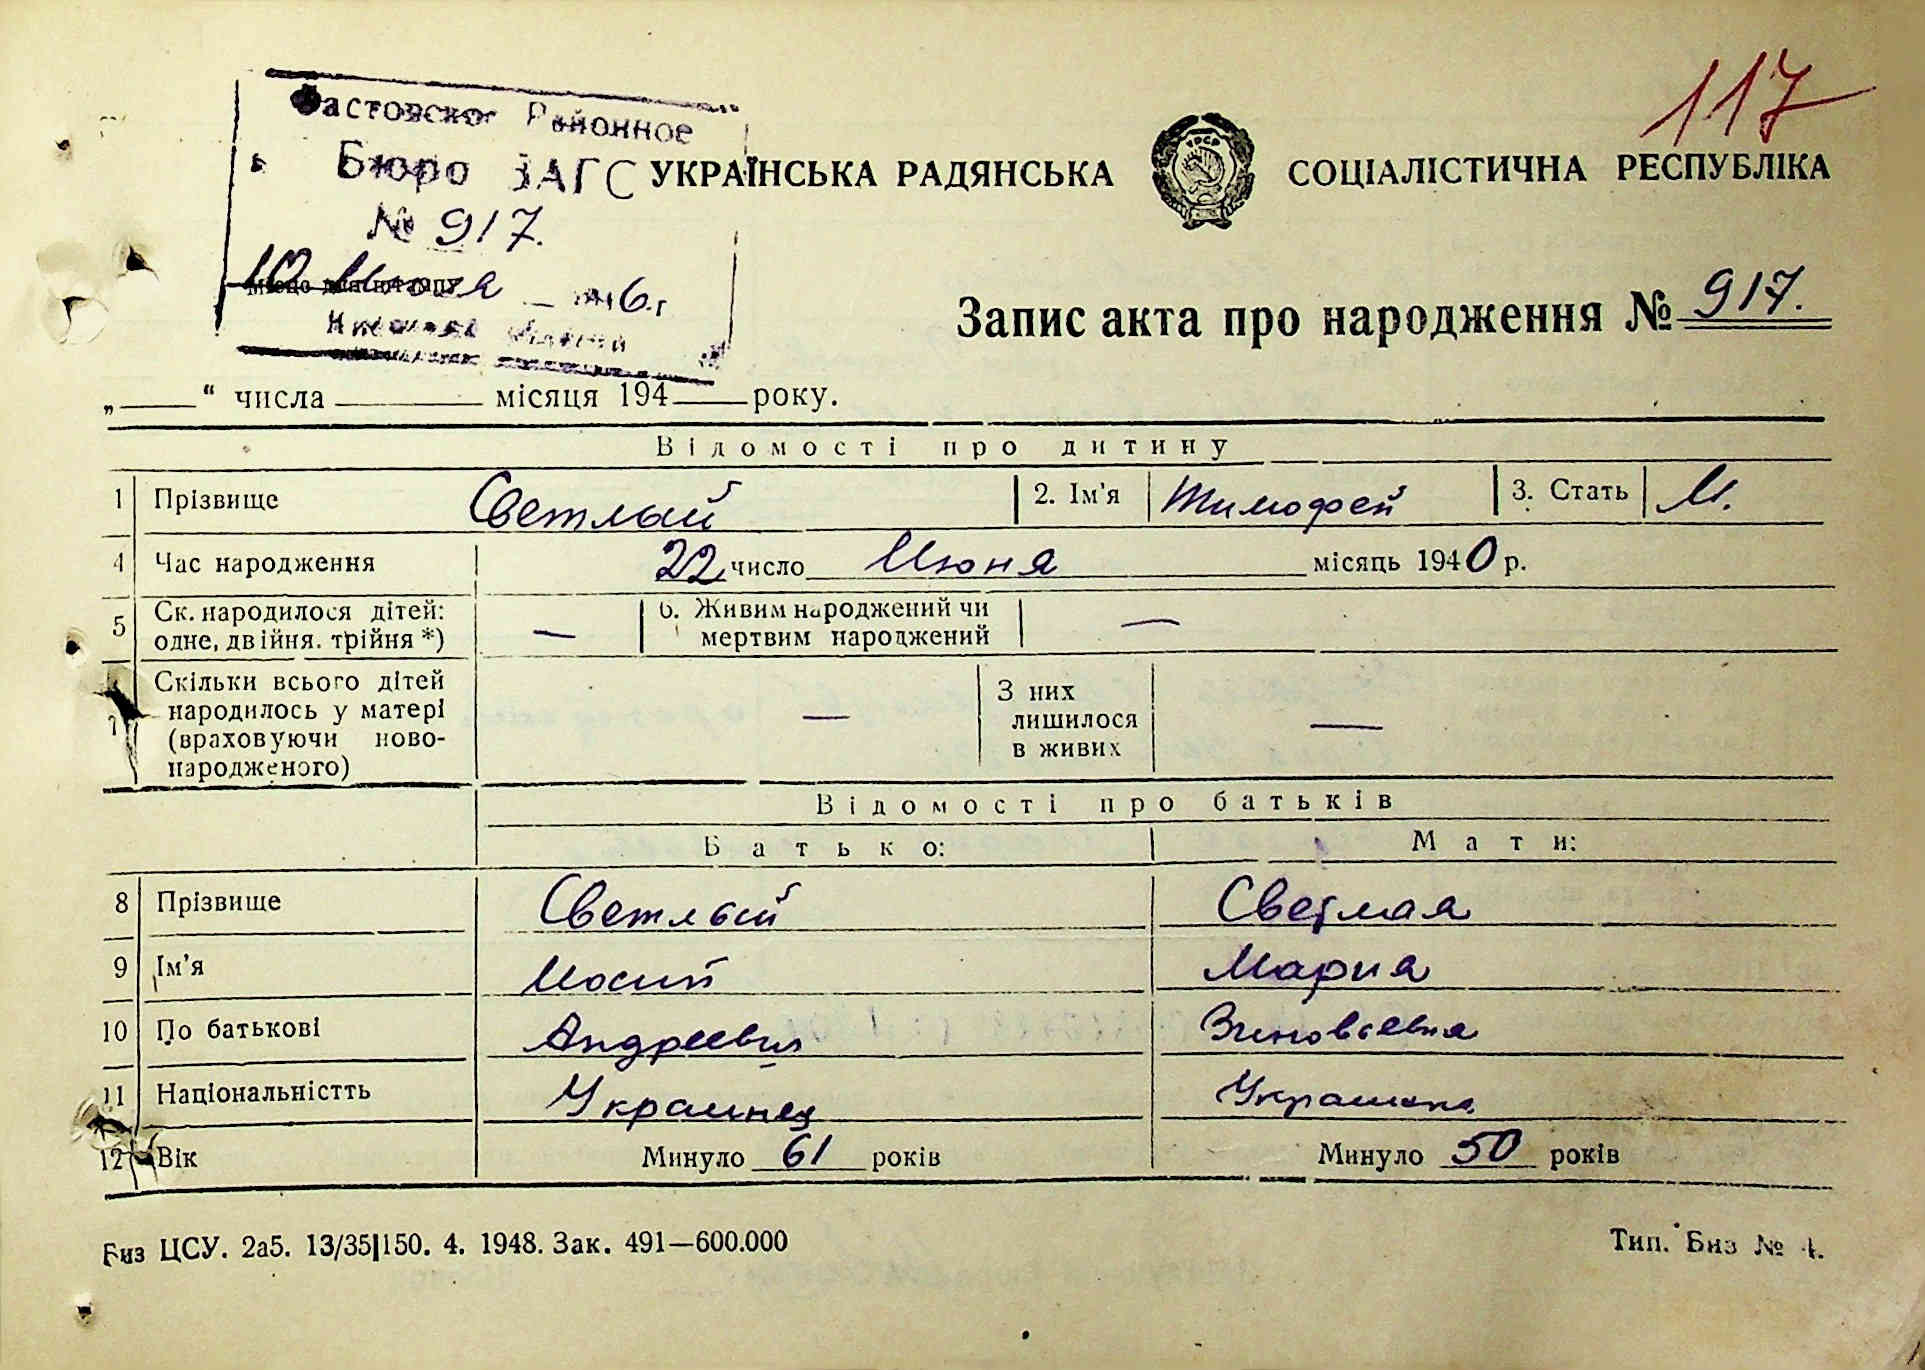 117
Фастовское Районное
Бюро ЗАГС
УКРАЇНСЬКА РАДЯНСЬКА СОЦІАЛІСТИЧНА РЕСПУБЛІКА
№ 917.
10
6.г
Запис акта про народження № 917.
„ “ числа місяця 194 року.
Відомості про дитину
1 Прізвище Светлый 2. Ім'я Тимофей 3. Стать М.
4 Час народження 22 число Июня місяць 1940 р.
5 Ск. народилося дітей: одне, двійня. трійня *) — 6. Живим народжений чи мертвим народжений —
7 Скільки всього дітей народилось у матері (враховуючи ново-народженого) — З них лишилося в живих —
Відомості про батьків
Батько: Мати:
8 Прізвище Светлый Светлая
9 Ім'я Иосип Мария
10 По батькові Андреевич Зиновьевна
11 Національністть Украинец Украинка
12 Вік Минуло 61 років Минуло 50 років
Биз ЦСУ. 2а5. 13/35|150. 4. 1948. Зак. 491—600.000 Тип. Биз № 4.